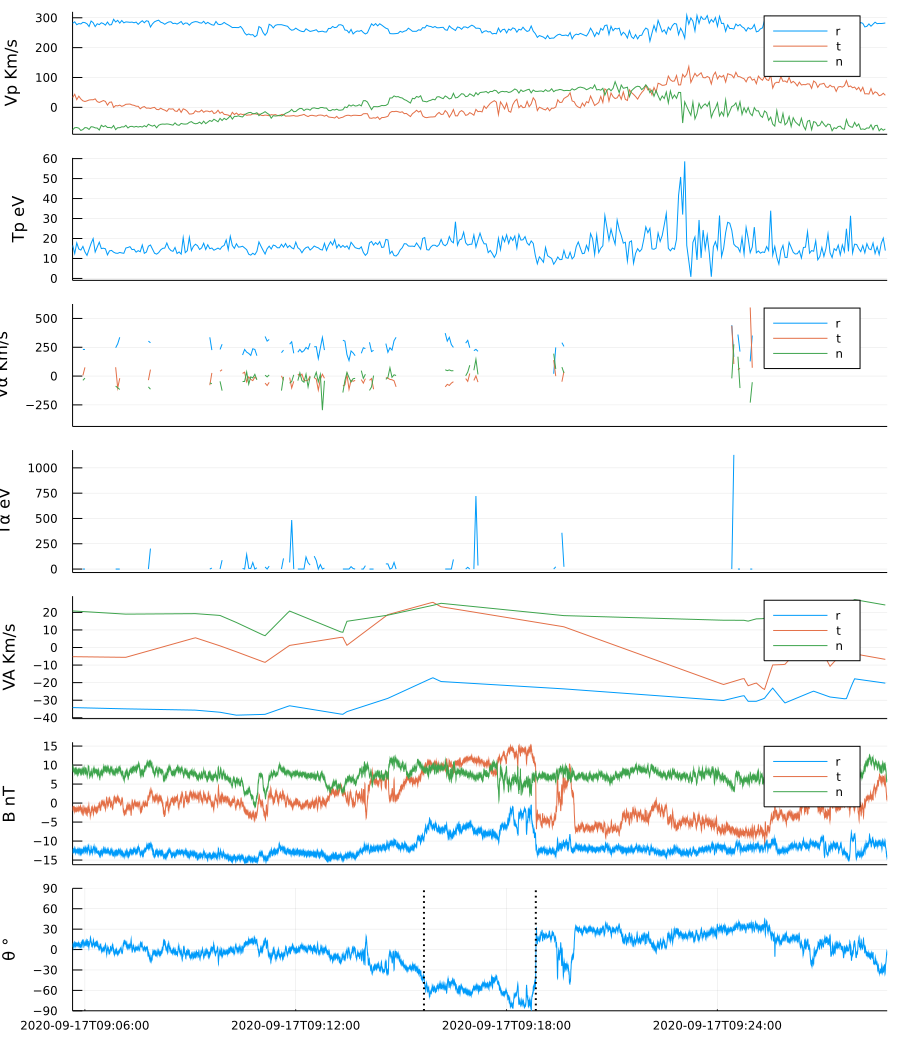 Vp Km/s
300
200
100
0
r
t
n
Tp eV
60
50
40
30
20
10
0
Vα Km/s
500
250
0
−250
r
t
n
Tα eV
1000
750
500
250
0
VA Km/s
20
10
0
−10
−20
−30
−40
r
t
n
B nT
15
10
5
0
−5
−10
−15
r
t
n
θ °
90
60
30
0
−30
−60
−90
2020-09-17T09:06:00 2020-09-17T09:12:00 2020-09-17T09:18:00 2020-09-17T09:24:00